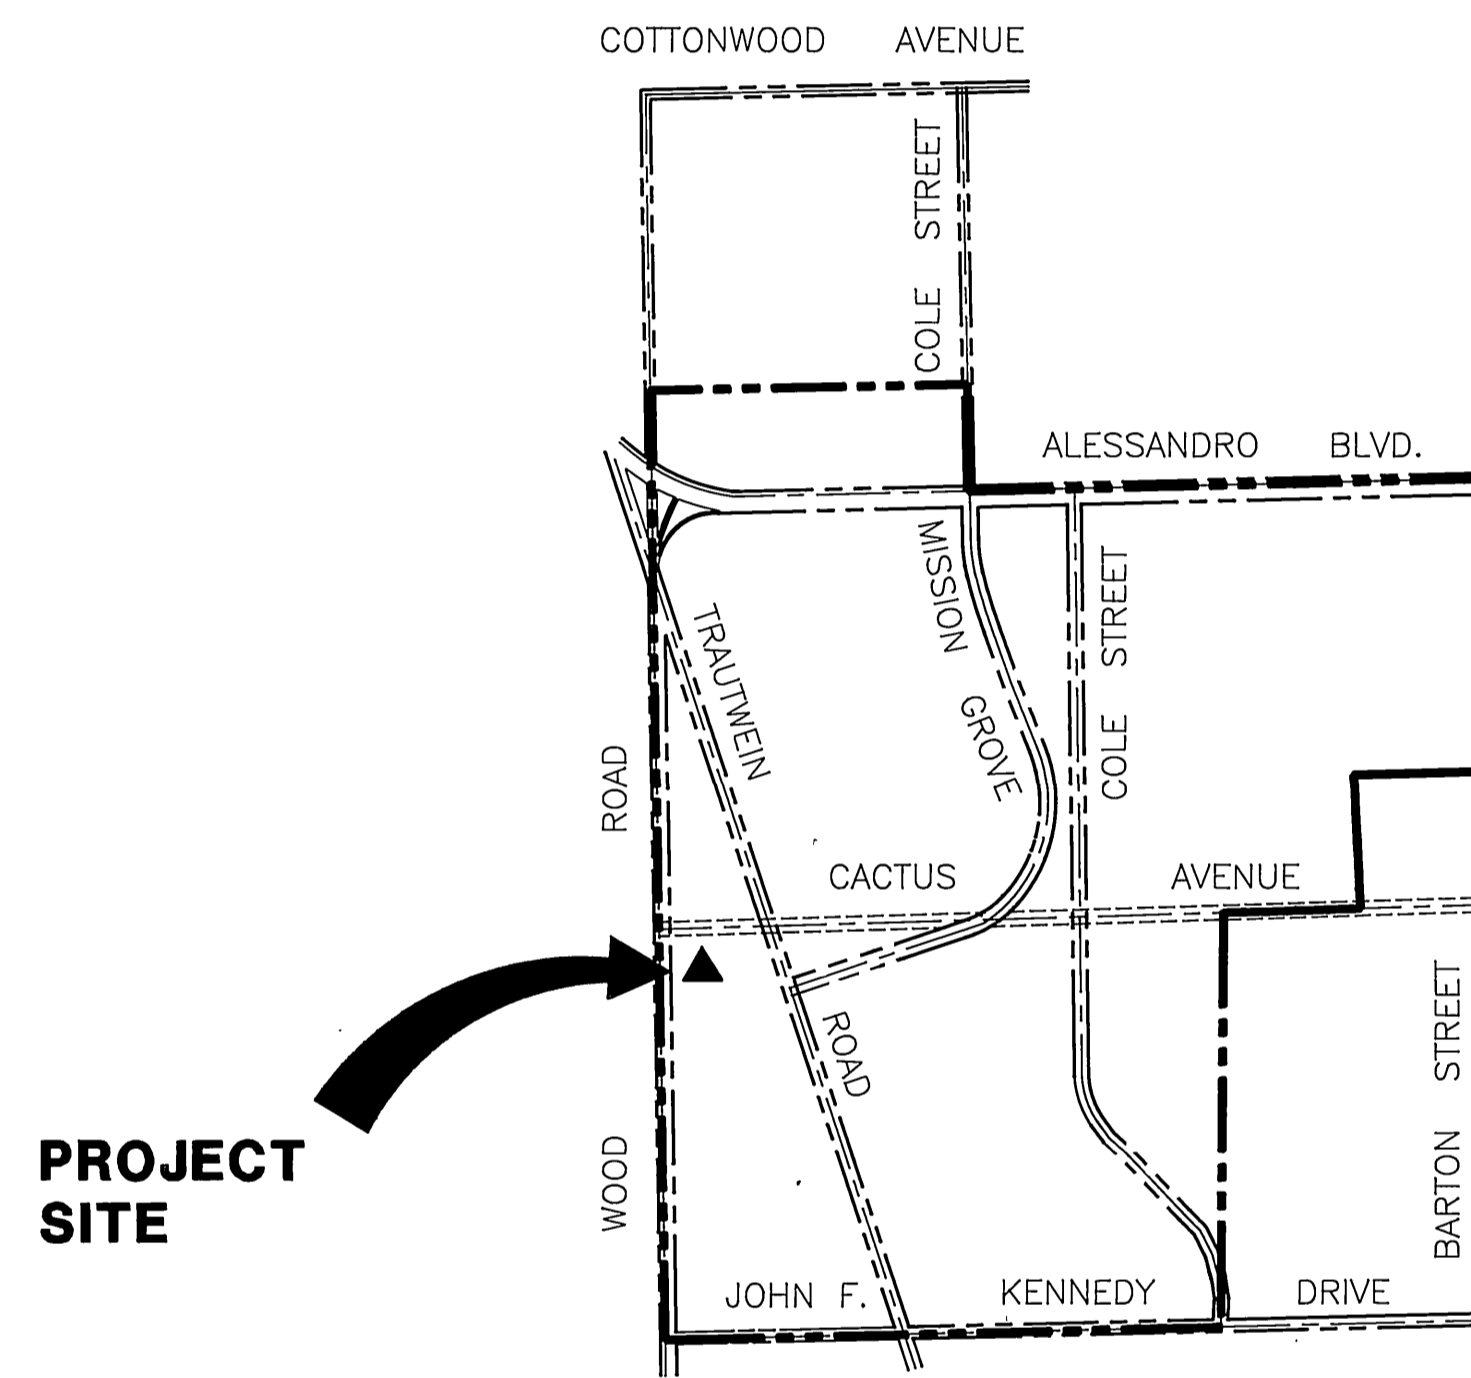 COTTONWOOD AVENUE
COLE STREET
ALESSANDRO BLVD.
MISSION GROVE
COLE STREET
TRAUTWEIN ROAD
WOOD ROAD
CACTUS AVENUE
PROJECT
SITE
BARTON STREET
JOHN F. KENNEDY DRIVE